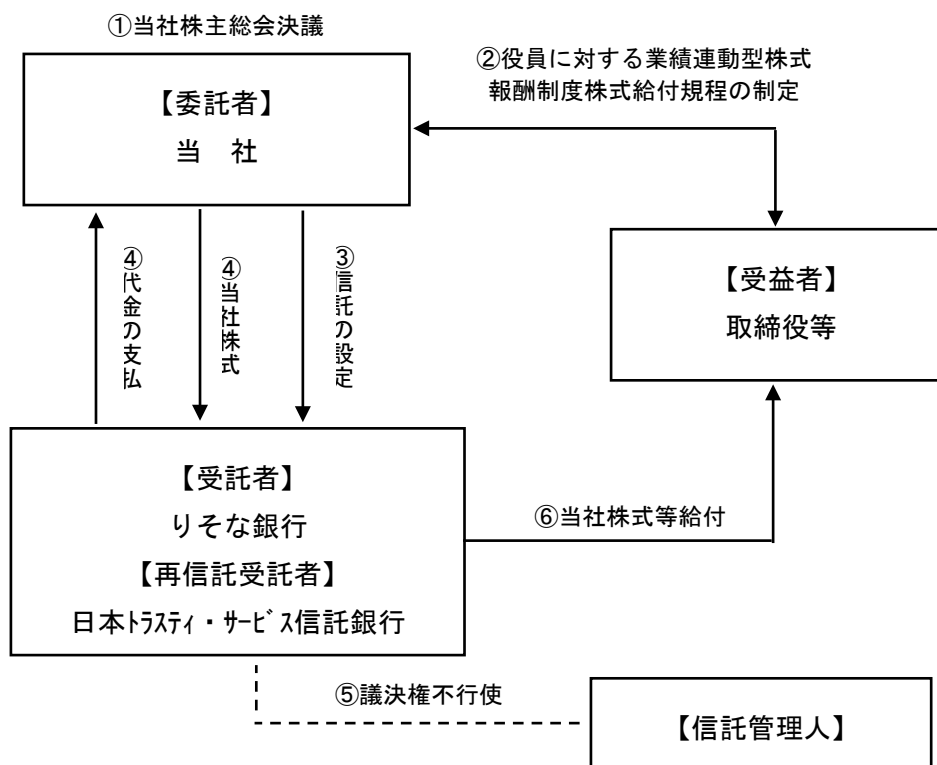 ①当社株主総会決議
②役員に対する業績連動型株式
報酬制度株式給付規程の制定
【委託者】
当　社
④代金の支払
④当社株式
③信託の設定
【受益者】
取締役等
【受託者】
りそな銀行
【再信託受託者】
日本ﾄﾗｽﾃｨ・ｻｰﾋﾞｽ信託銀行
⑥当社株式等給付
⑤議決権不行使
【信託管理人】